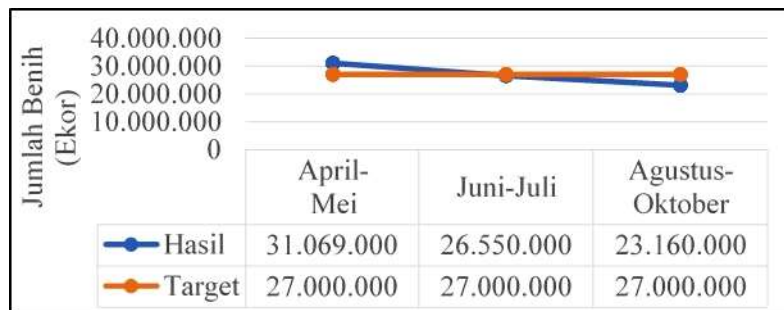 Jumlah Benih
(Ekor)
40.000.000
30.000.000
20.000.000
10.000.000
0
April-
Mei
Juni-Juli
Agustus-
Oktober
Hasil 31.069.000 26.550.000 23.160.000
Target 27.000.000 27.000.000 27.000.000